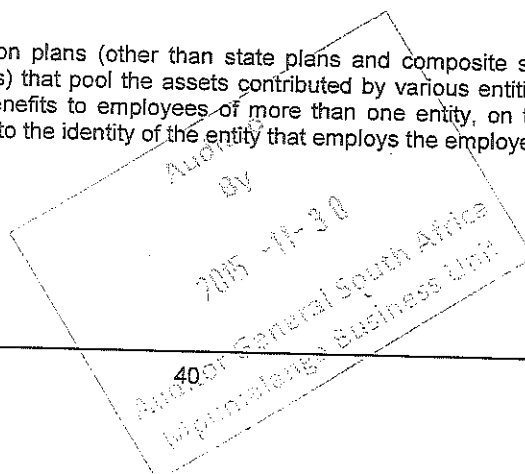 on plans (other than state plans and composite s
s) that pool the assets contributed by various entiti
enefits to employees of more than one entity, on t
to the identity of the entity that employs the employe
By
2015 -11- 30
Auditor General South Africa
Mpumalanga Business Unit
40